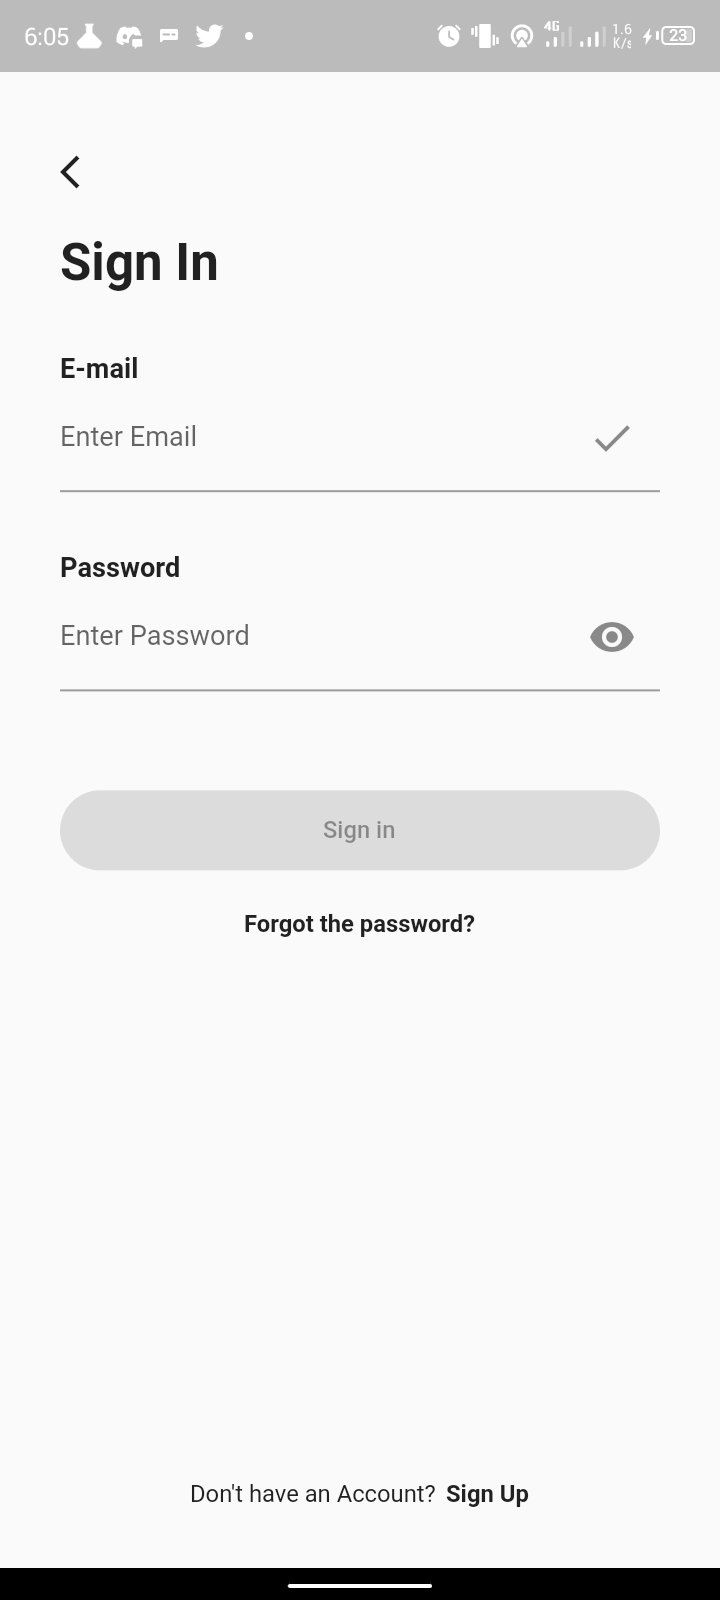 6:05 4G 1.6 K/s 23
Sign In
E-mail
Enter Email
Password
Enter Password
Sign in
Forgot the password?
Don't have an Account? Sign Up